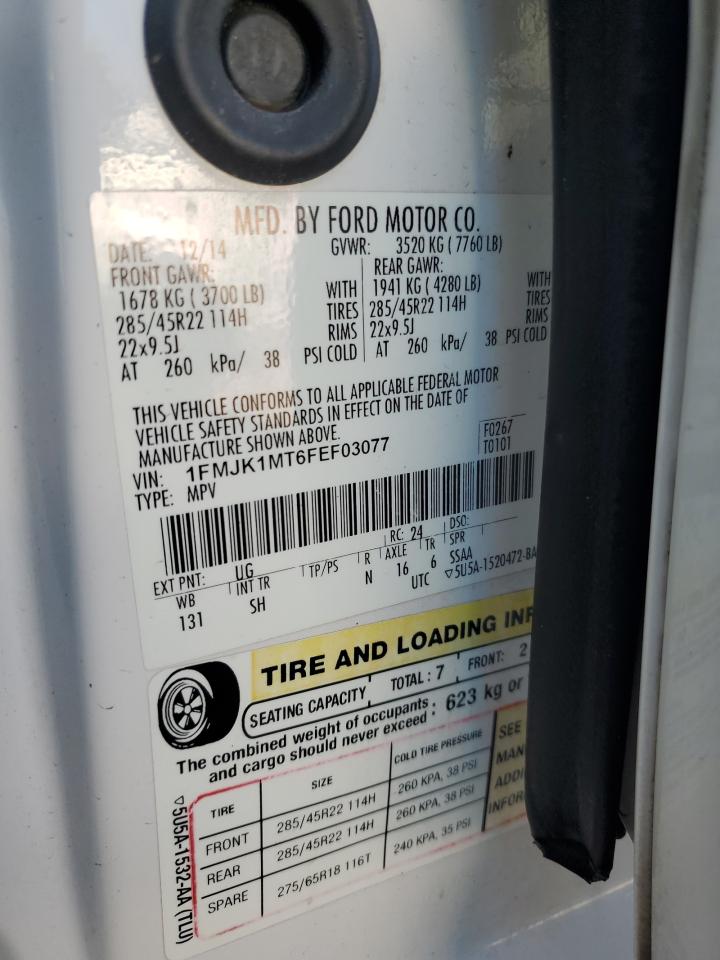 MFD. BY FORD MOTOR CO.
DATE: 12/14 GVWR: 3520 KG ( 7760 LB)
FRONT GAWR: REAR GAWR:
1678 KG ( 3700 LB) WITH 1941 KG ( 4280 LB) WITH
285/45R22 114H TIRES 285/45R22 114H TIRES
22x9.5J RIMS 22x9.5J RIMS
AT 260 kPa/ 38 PSI COLD AT 260 kPa/ 38 PSI COLD
THIS VEHICLE CONFORMS TO ALL APPLICABLE FEDERAL MOTOR
VEHICLE SAFETY STANDARDS IN EFFECT ON THE DATE OF
MANUFACTURE SHOWN ABOVE. F0267
VIN: 1FMJK1MT6FEF03077 T0101
TYPE: MPV
EXT PNT: UG RC: 24 DSO:
WB INT TR TP/PS R AXLE TR SPR
131 SH N 16 6 SSAA
UTC ▽5U5A-1520472-BA
TIRE AND LOADING
SEATING CAPACITY TOTAL : 7 FRONT: 2
The combined weight of occupants
and cargo should never exceed : 623 kg or
TIRE SIZE COLD TIRE PRESSURE SEE
FRONT 285/45R22 114H 260 KPA, 38 PSI
REAR 285/45R22 114H 260 KPA, 38 PSI
SPARE 275/65R18 116T 240 KPA, 35 PSI
▽5U5A-1532-AA (TLU)